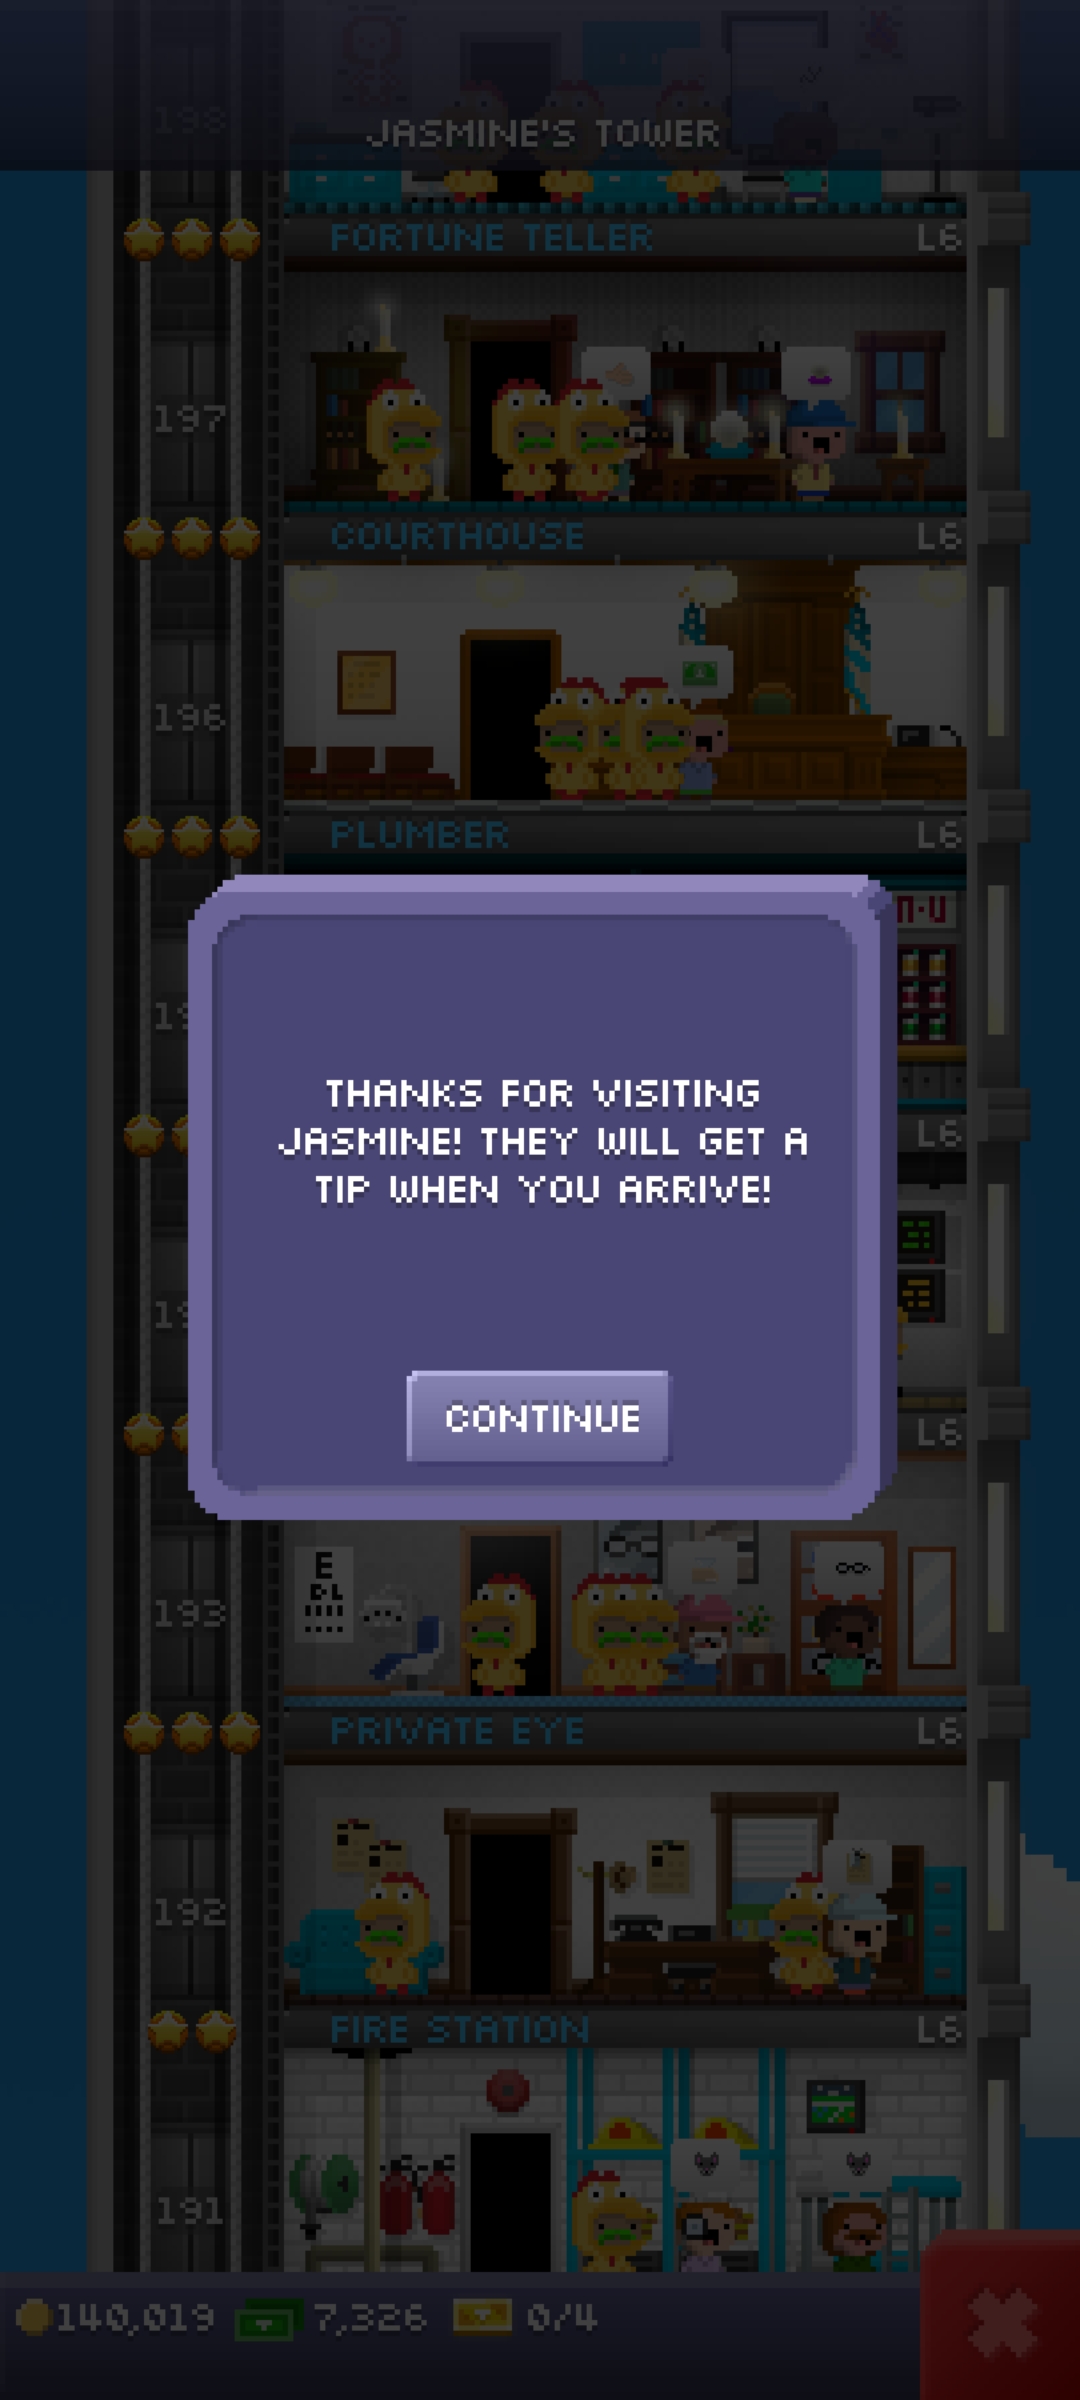 198
JASMINE'S TOWER
FORTUNE TELLER L6
197
COURTHOUSE L6
196
PLUMBER L6
THANKS FOR VISITING
JASMINE! THEY WILL GET A
TIP WHEN YOU ARRIVE!
L6
CONTINUE
L6
E
DL
193
PRIVATE EYE L6
192
FIRE STATION L6
191
140,019 7,326 0/4